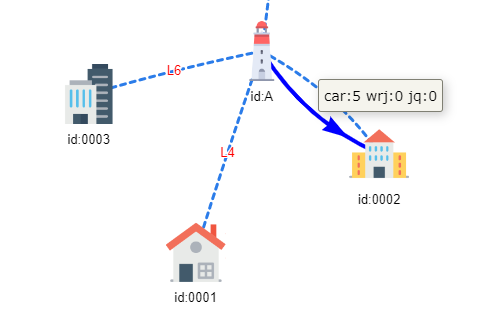 L6
id:A
car:5 wrj:0 jq:0
id:0003
L4
id:0002
id:0001